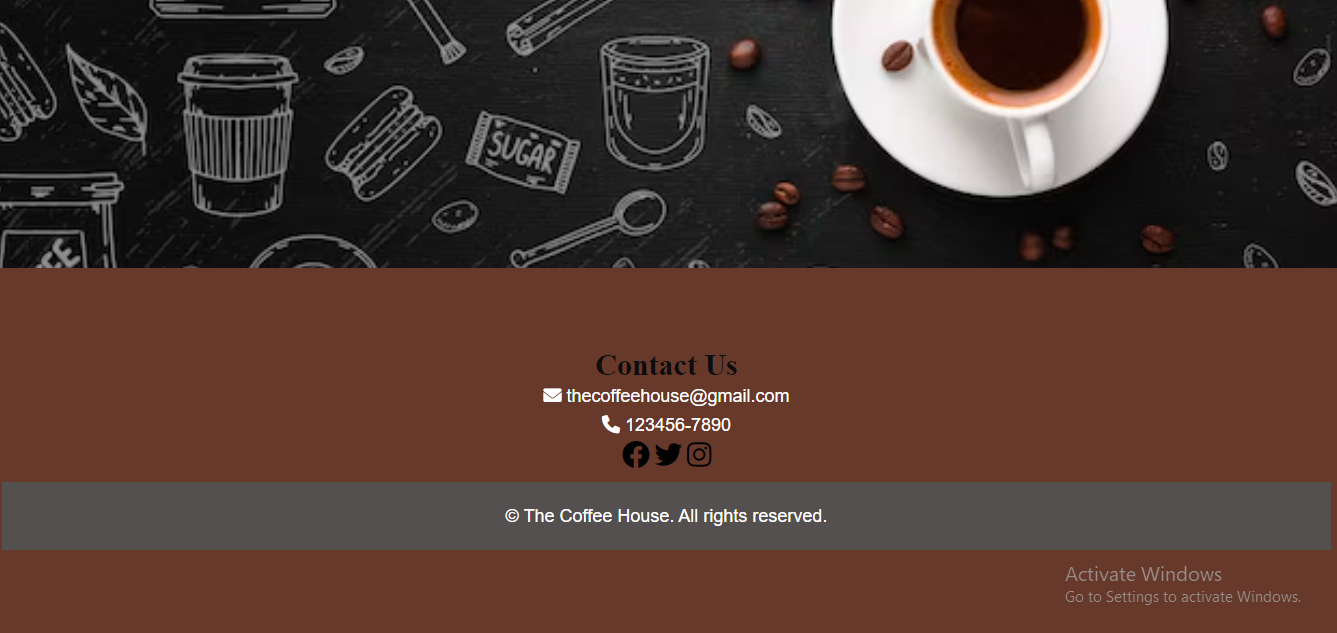 SUGAR
Contact Us
thecoffeehouse@gmail.com
123456-7890
© The Coffee House. All rights reserved.
Activate Windows
Go to Settings to activate Windows.